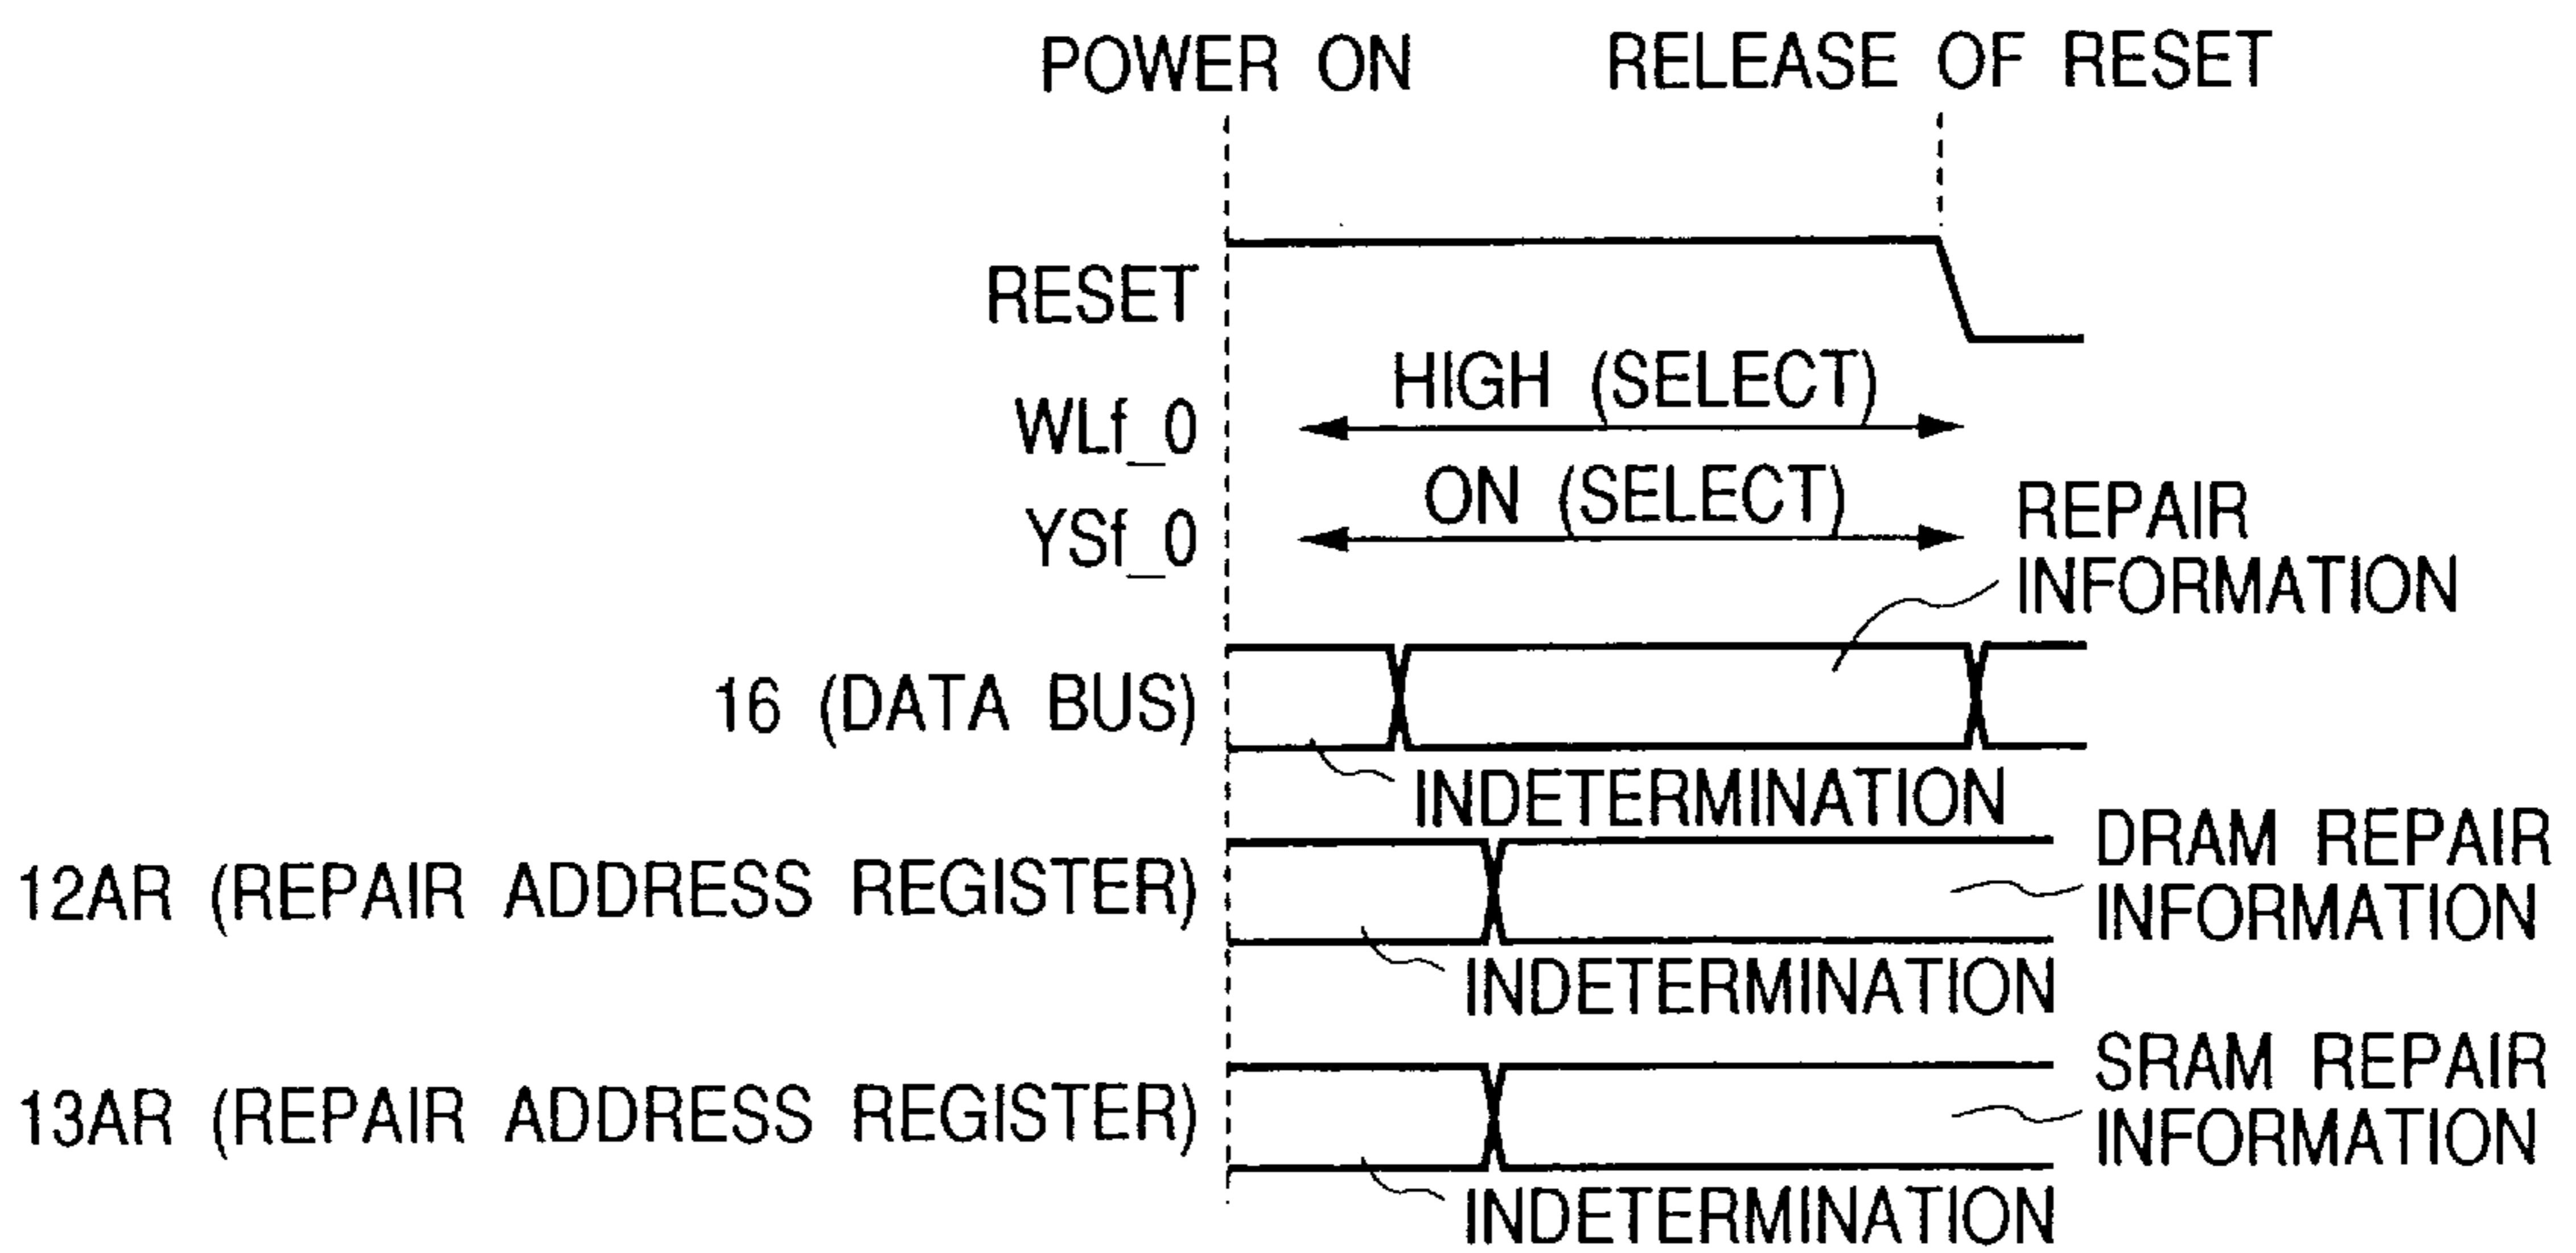 POWER ON
RELEASE OF RESET
RESET
HIGH (SELECT)
WLf_0
ON (SELECT)
YSf_0
REPAIR
INFORMATION
16 (DATA BUS)
INDETERMINATION
12AR (REPAIR ADDRESS REGISTER)
DRAM REPAIR
INFORMATION
INDETERMINATION
13AR (REPAIR ADDRESS REGISTER)
SRAM REPAIR
INFORMATION
INDETERMINATION